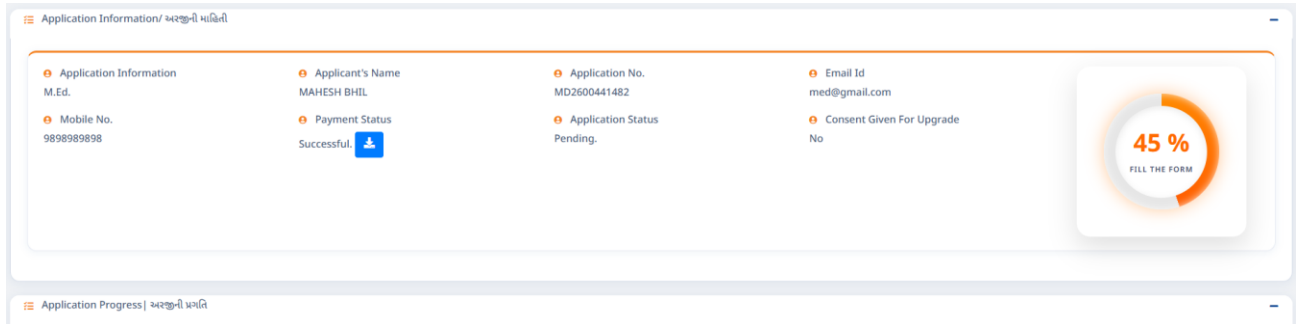 Application Information/ અરજીની માહિતી
Application Information
M.Ed.
Applicant's Name
MAHESH BHIL
Application No.
MD2600441482
Email Id
med@gmail.com
Mobile No.
9898989898
Payment Status
Successful.
Application Status
Pending.
Consent Given For Upgrade
No
45 %
FILL THE FORM
Application Progress| અરજીની પ્રગતિ